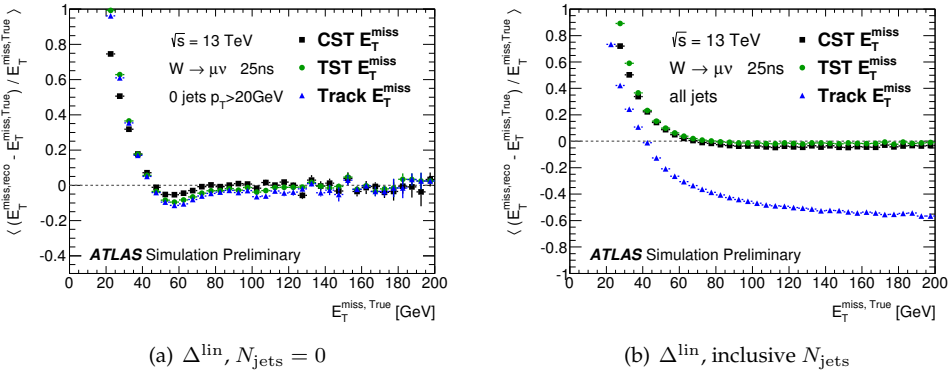 ⟨ (E_T^miss,reco - E_T^miss,True) / E_T^miss,True ⟩
1
0.8
0.6
0.4
0.2
0
-0.2
-0.4
√s = 13 TeV
W → μν 25ns
0 jets p_T>20GeV
CST E_T^miss
TST E_T^miss
Track E_T^miss
ATLAS Simulation Preliminary
0 20 40 60 80 100 120 140 160 180 200
E_T^miss, True [GeV]
(a) Δ^lin, N_jets = 0
⟨ (E_T^miss,reco - E_T^miss,True) / E_T^miss,True ⟩
1
0.8
0.6
0.4
0.2
0
-0.2
-0.4
-0.6
-0.8
-1
√s = 13 TeV
W → μν 25ns
all jets
CST E_T^miss
TST E_T^miss
Track E_T^miss
ATLAS Simulation Preliminary
0 20 40 60 80 100 120 140 160 180 200
E_T^miss, True [GeV]
(b) Δ^lin, inclusive N_jets